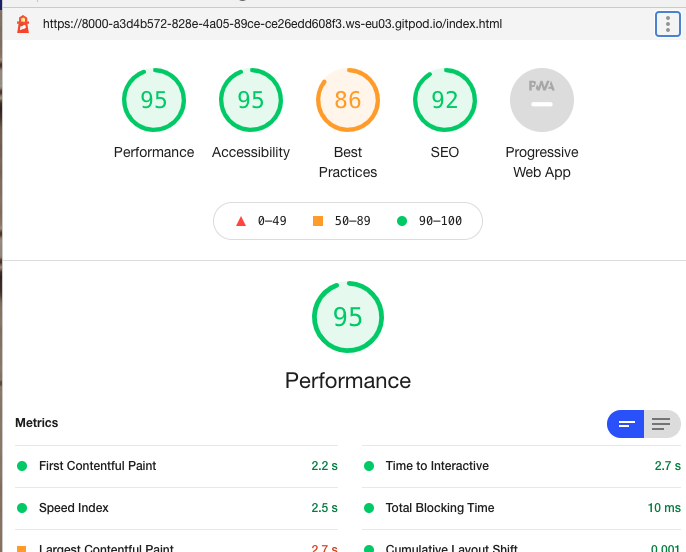 https://8000-a3d4b572-828e-4a05-89ce-ce26edd608f3.ws-eu03.gitpod.io/index.html
95 95 86 92 PWA
Performance Accessibility Best Practices SEO Progressive Web App
0–49 50–89 90–100
95
Performance
Metrics
First Contentful Paint 2.2 s
Time to Interactive 2.7 s
Speed Index 2.5 s
Total Blocking Time 10 ms
Largest Contentful Paint 2.7 s
Cumulative Layout Shift 0.001